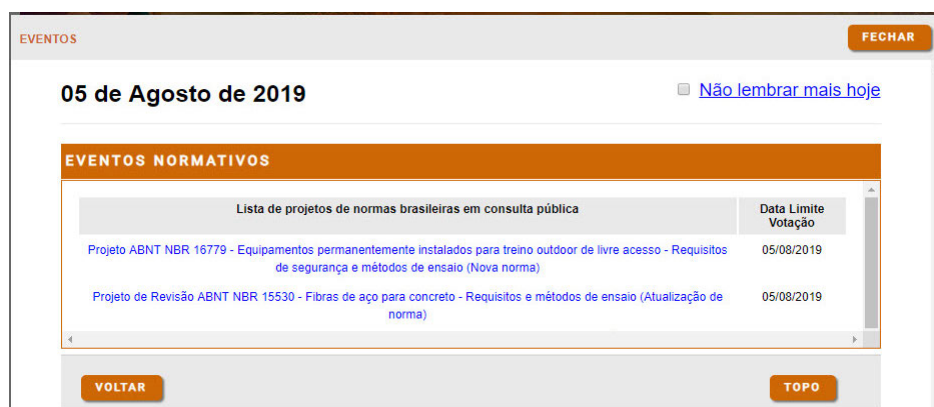 EVENTOS
FECHAR
05 de Agosto de 2019
Não lembrar mais hoje
EVENTOS NORMATIVOS
Lista de projetos de normas brasileiras em consulta pública
Data Limite
Votação
Projeto ABNT NBR 16779 - Equipamentos permanentemente instalados para treino outdoor de livre acesso - Requisitos
de segurança e métodos de ensaio (Nova norma)
05/08/2019
Projeto de Revisão ABNT NBR 15530 - Fibras de aço para concreto - Requisitos e métodos de ensaio (Atualização de
norma)
05/08/2019
VOLTAR
TOPO